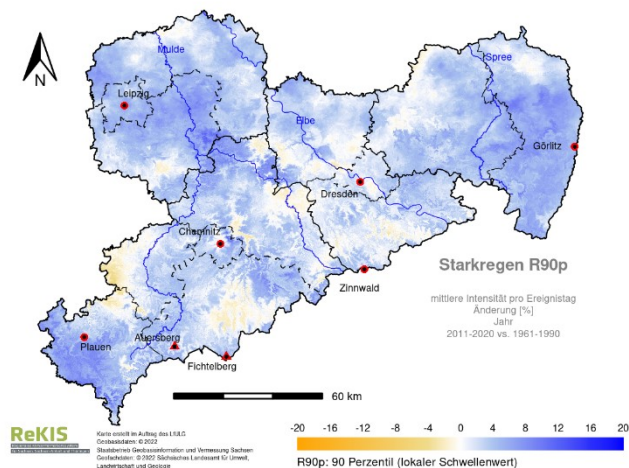 N
Mulde
Leipzig
Spree
Elbe
Görlitz
Dresden
Chemnitz
Zinnwald
Plauen
Auersberg
Fichtelberg
Starkregen R90p
mittlere Intensität pro Ereignistag
Änderung [%]
Jahr
2011-2020 vs. 1961-1990
60 km
ReKIS
Karte erstellt im Auftrag des LfULG
Geobasisdaten: © 2022
Staatsbetrieb Geobasisinformation und Vermessung Sachsen
Geofachdaten: © 2022 Sächsisches Landesamt für Umwelt,
Landwirtschaft und Geologie
-20 -16 -12 -8 -4 0 4 8 12 16 20
R90p: 90 Perzentil (lokaler Schwellenwert)